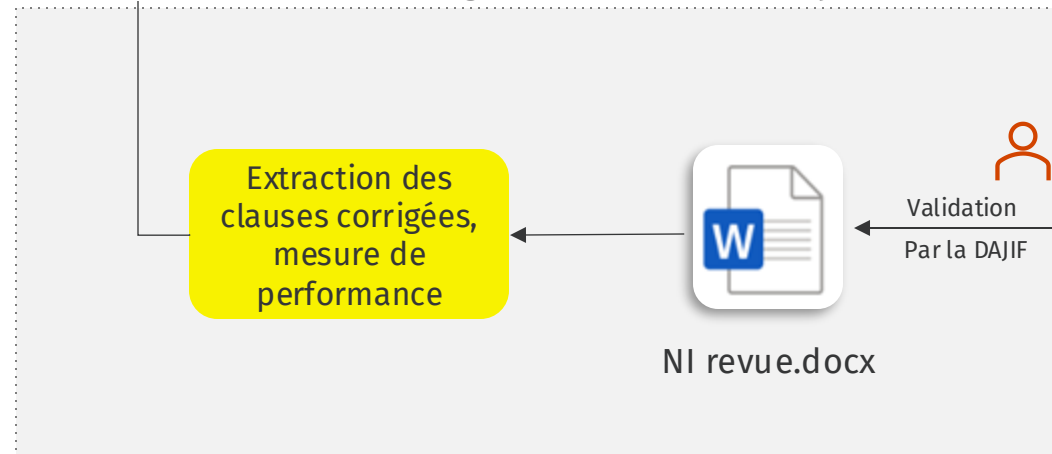 Extraction des
clauses corrigées,
mesure de
performance
W
Validation
Par la DAJIF
NI revue.docx